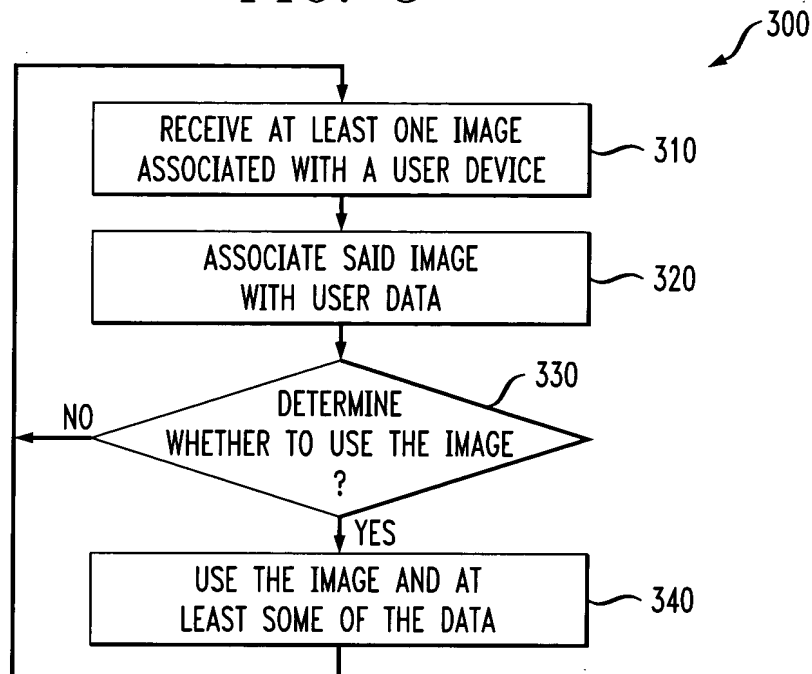 300
RECEIVE AT LEAST ONE IMAGE
ASSOCIATED WITH A USER DEVICE
310
ASSOCIATE SAID IMAGE
WITH USER DATA
320
330
DETERMINE
WHETHER TO USE THE IMAGE
?
NO
YES
USE THE IMAGE AND AT
LEAST SOME OF THE DATA
340